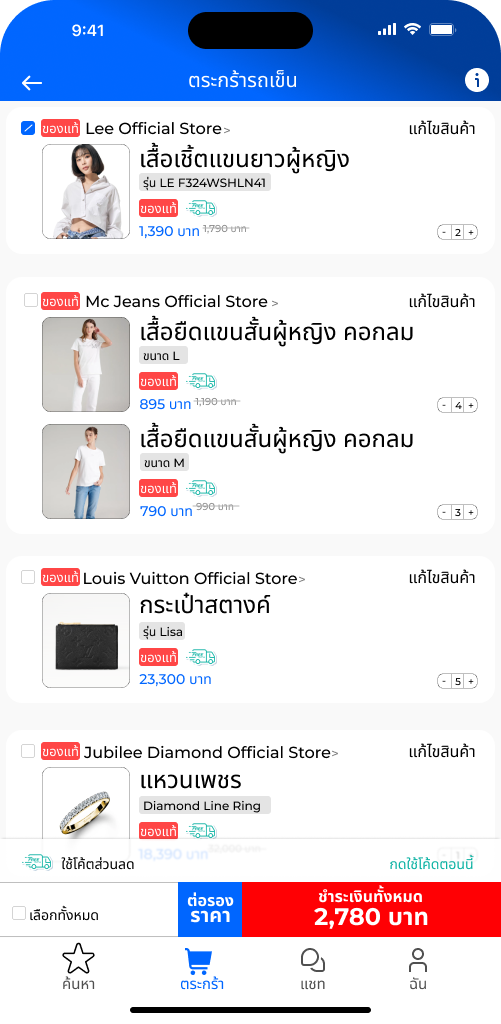 9:41
ตระกร้ารถเข็น
ของแท้ Lee Official Store> แก้ไขสินค้า
เสื้อเชิ้ตแขนยาวผู้หญิง
รุ่น LE F324WSHLN41
ของแท้ Free
1,390 บาท 1,790 บาท - 2 +
ของแท้ Mc Jeans Official Store > แก้ไขสินค้า
เสื้อยืดแขนสั้นผู้หญิง คอกลม
ขนาด L
ของแท้ Free
895 บาท 1,190 บาท - 4 +
เสื้อยืดแขนสั้นผู้หญิง คอกลม
ขนาด M
ของแท้ Free
790 บาท 990 บาท - 3 +
ของแท้ Louis Vuitton Official Store> แก้ไขสินค้า
กระเป๋าสตางค์
รุ่น Lisa
ของแท้ Free
23,300 บาท - 5 +
ของแท้ Jubilee Diamond Official Store> แก้ไขสินค้า
แหวนเพชร
Diamond Line Ring
ของแท้ Free
18,390 บาท 32,900 บาท - 1 +
Free ใช้โค้ตส่วนลด กดใช้โค้ดตอนนี้
เลือกทั้งหมด
ต่อรอง
ราคา
ชำระเงินทั้งหมด
2,780 บาท
ค้นหา ตระกร้า แชท ฉัน